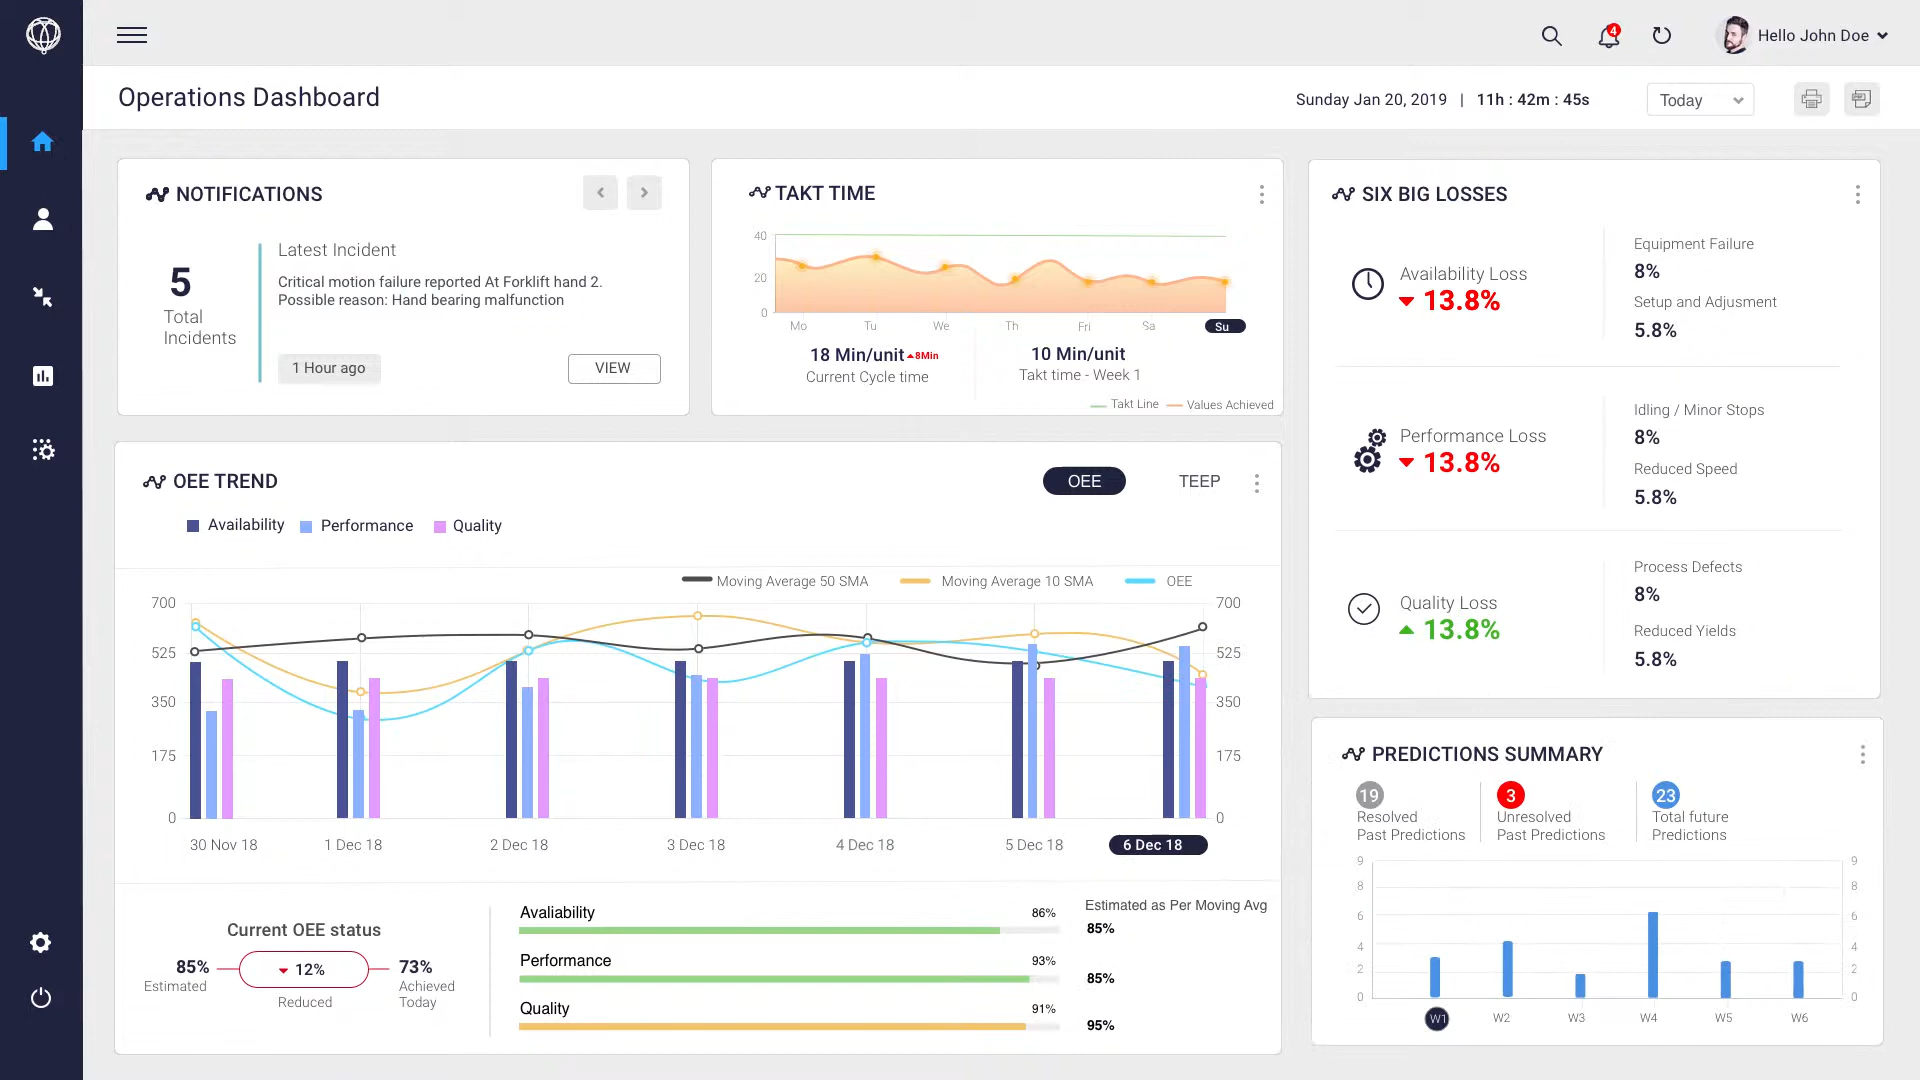 4
Hello John Doe
Operations Dashboard
Sunday Jan 20, 2019 | 11h : 42m : 45s
Today
NOTIFICATIONS
5
Total
Incidents
Latest Incident
Critical motion failure reported At Forklift hand 2.
Possible reason: Hand bearing malfunction
1 Hour ago
VIEW
TAKT TIME
40
20
0
Mo Tu We Th Fri Sa Su
18 Min/unit 8Min
Current Cycle time
10 Min/unit
Takt time - Week 1
Takt Line Values Achieved
SIX BIG LOSSES
Availability Loss
13.8%
Equipment Failure
8%
Setup and Adjusment
5.8%
Performance Loss
13.8%
Idling / Minor Stops
8%
Reduced Speed
5.8%
Quality Loss
13.8%
Process Defects
8%
Reduced Yields
5.8%
OEE TREND
OEE TEEP
Availability Performance Quality
Moving Average 50 SMA Moving Average 10 SMA OEE
700 700
525 525
350 350
175 175
0 0
30 Nov 18 1 Dec 18 2 Dec 18 3 Dec 18 4 Dec 18 5 Dec 18 6 Dec 18
Current OEE status
85%
Estimated
12%
Reduced
73%
Achieved
Today
Estimated as Per Moving Avg
Avaliability 86% 85%
Performance 93% 85%
Quality 91% 95%
PREDICTIONS SUMMARY
19
Resolved
Past Predictions
3
Unresolved
Past Predictions
23
Total future
Predictions
9 9
8 8
6 6
4 4
2 2
0 0
W1 W2 W3 W4 W5 W6